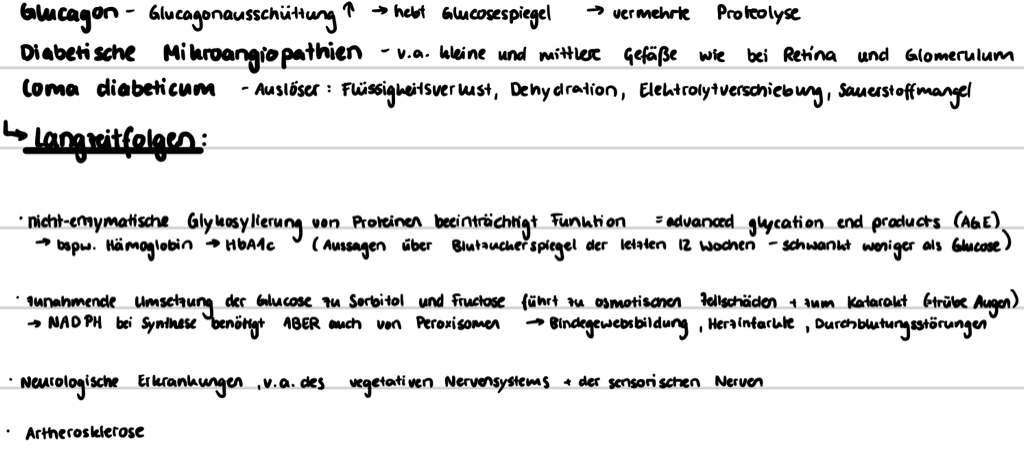 Glucagon - Glucagonausschüttung ↑ → hebt Glucosespiegel → vermehrte Proteolyse
Diabetische Mikroangiopathien - v.a. kleine und mittlere Gefäße wie bei Retina und Glomerulum
Coma diabeticum - Auslöser: Flüssigkeitsverlust, Dehydration, Elektrolytverschiebung, Sauerstoffmangel
↳ Langzeitfolgen:
· nicht-enzymatische Glykosylierung von Proteinen beeinträchtigt Funktion = advanced glycation end products (AGE)
→ bspw. Hämoglobin → HbA1c (Aussagen über Blutzuckerspiegel der letzten 12 Wochen - schwankt weniger als Glucose)
· zunahmende Umsetzung der Glucose zu Sorbitol und Fructose führt zu osmotischen Zellschäden + zum Katarakt (trübe Augen)
→ NADPH bei Synthese benötigt ABER auch von Peroxisomen → Bindegewebsbildung, Herzinfarkte, Durchblutungsstörungen
· Neurologische Erkrankungen, v.a. des vegetativen Nervensystems + der sensorischen Nerven
· Artherosklerose